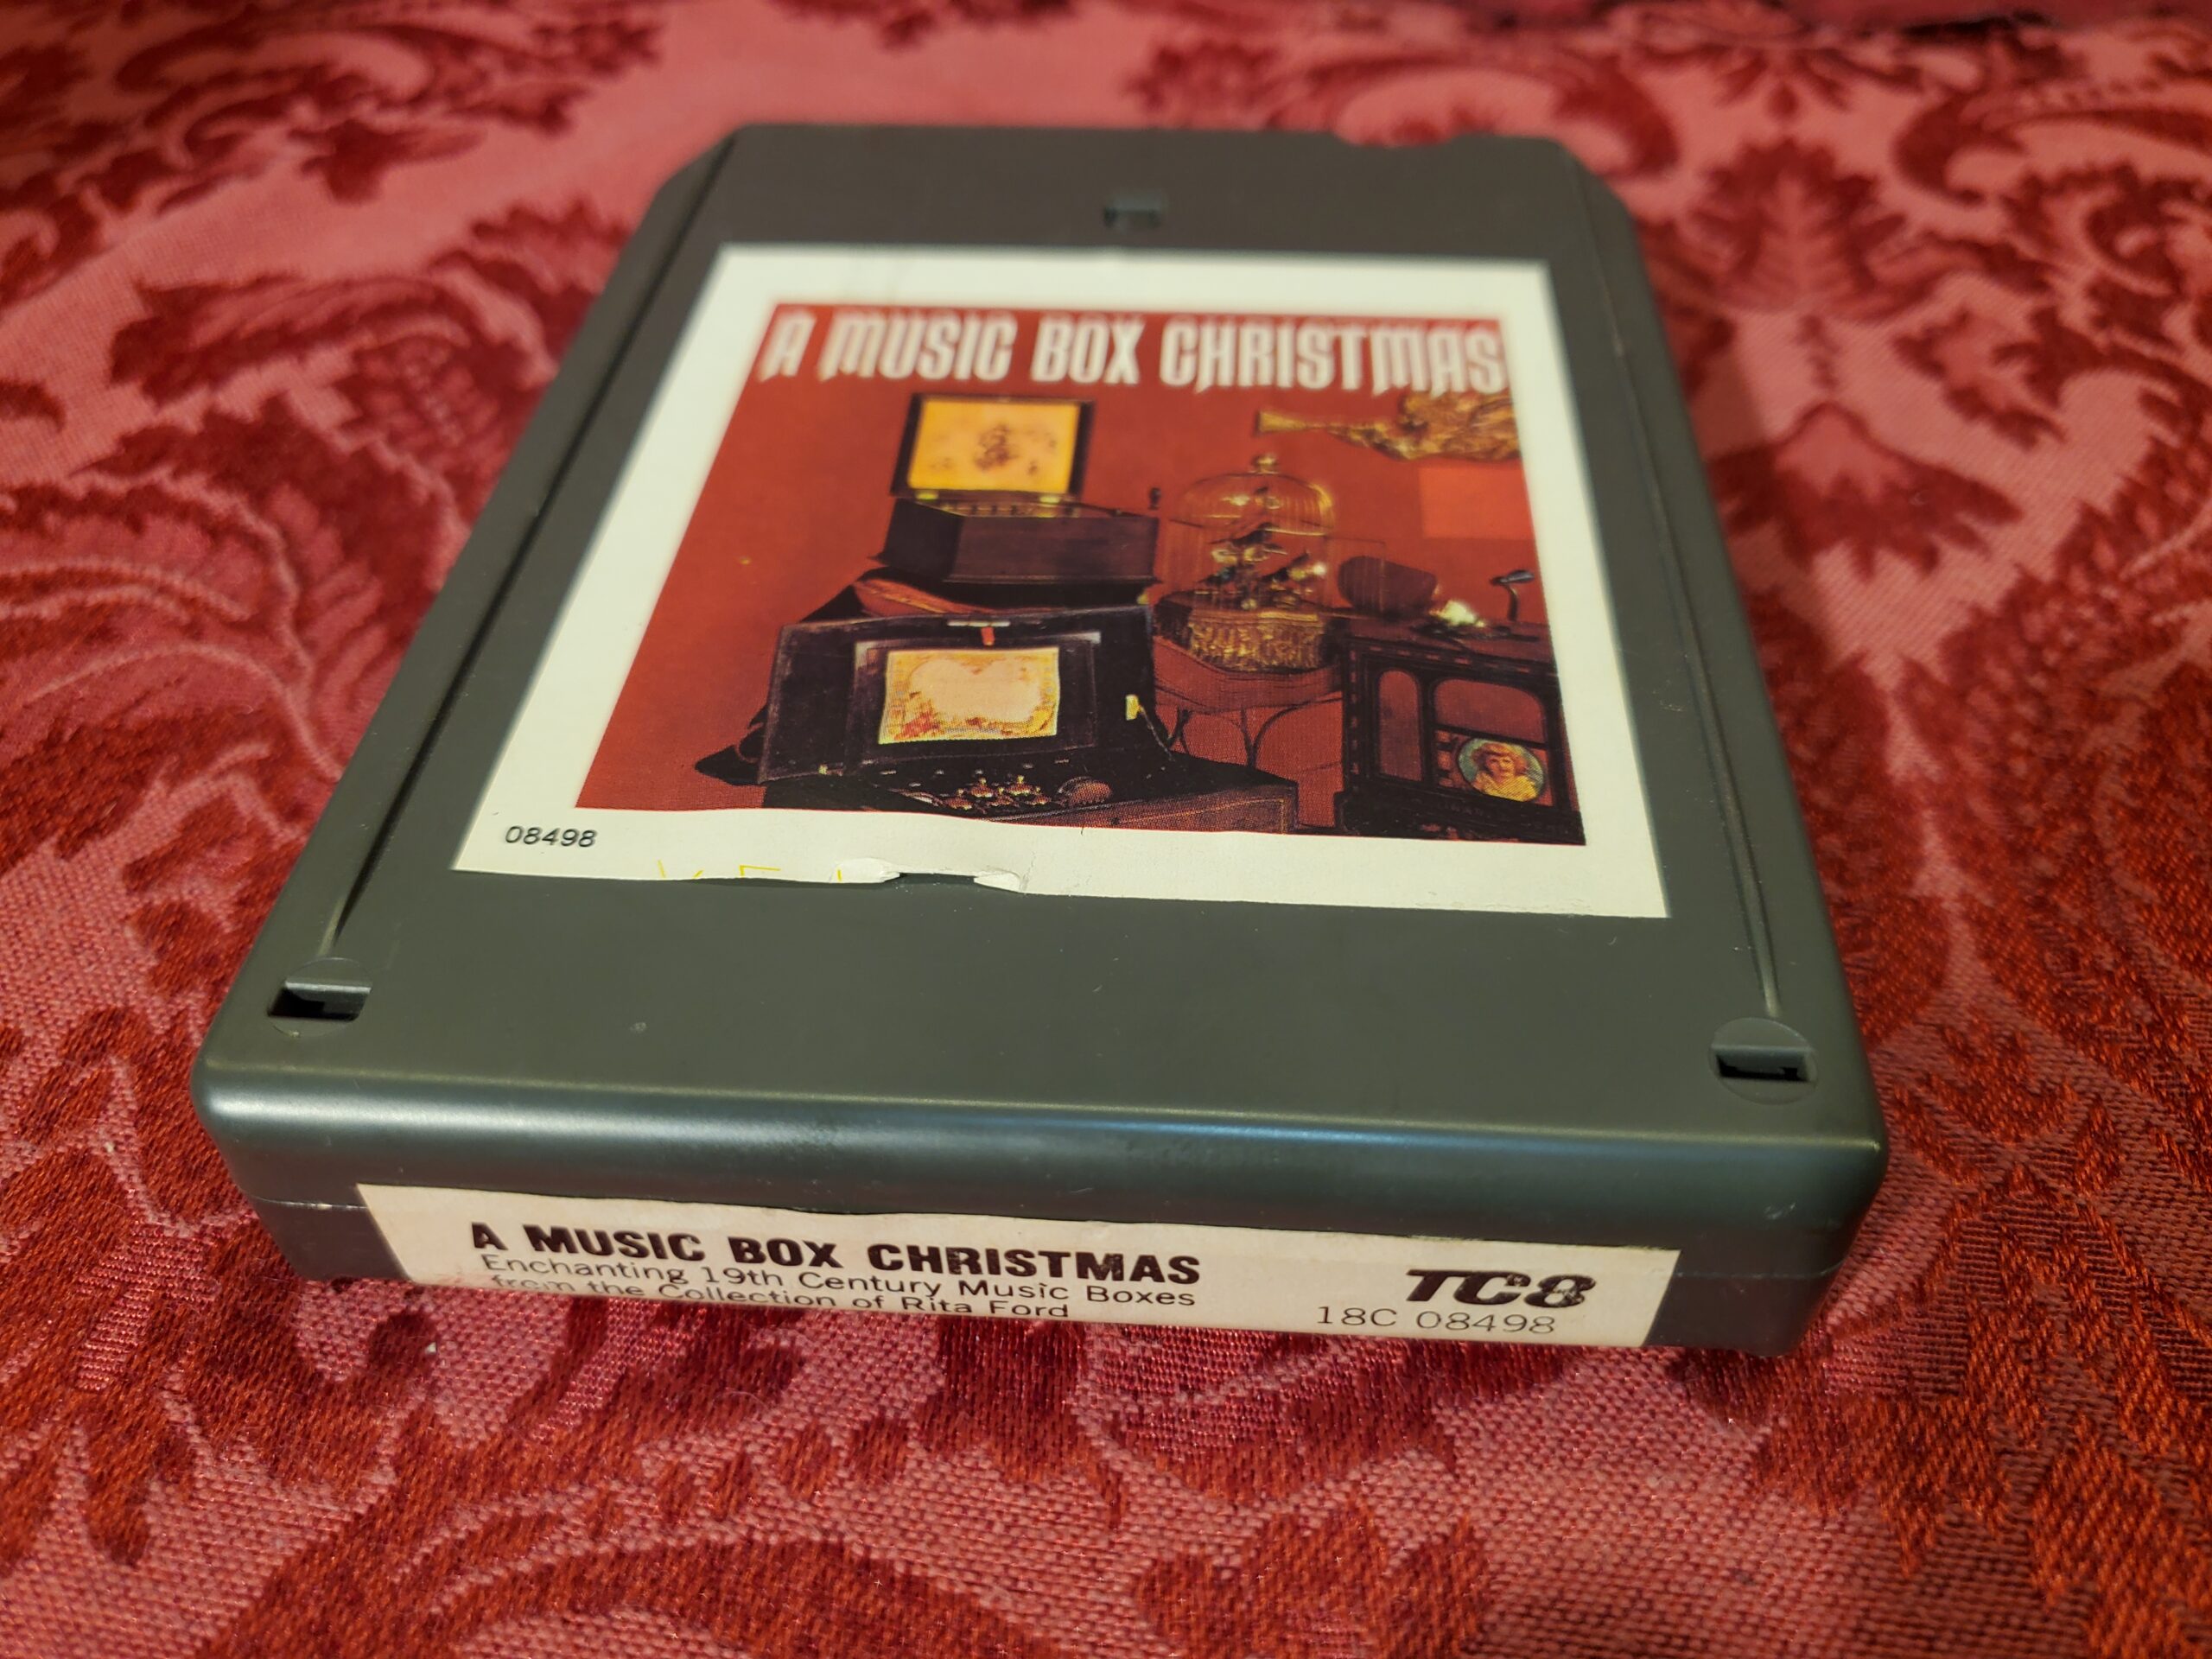 A MUSIC BOX CHRISTMAS
08498
A MUSIC BOX CHRISTMAS
Enchanting 19th Century Music Boxes
from the Collection of Rita Ford
TC8
18C 08498